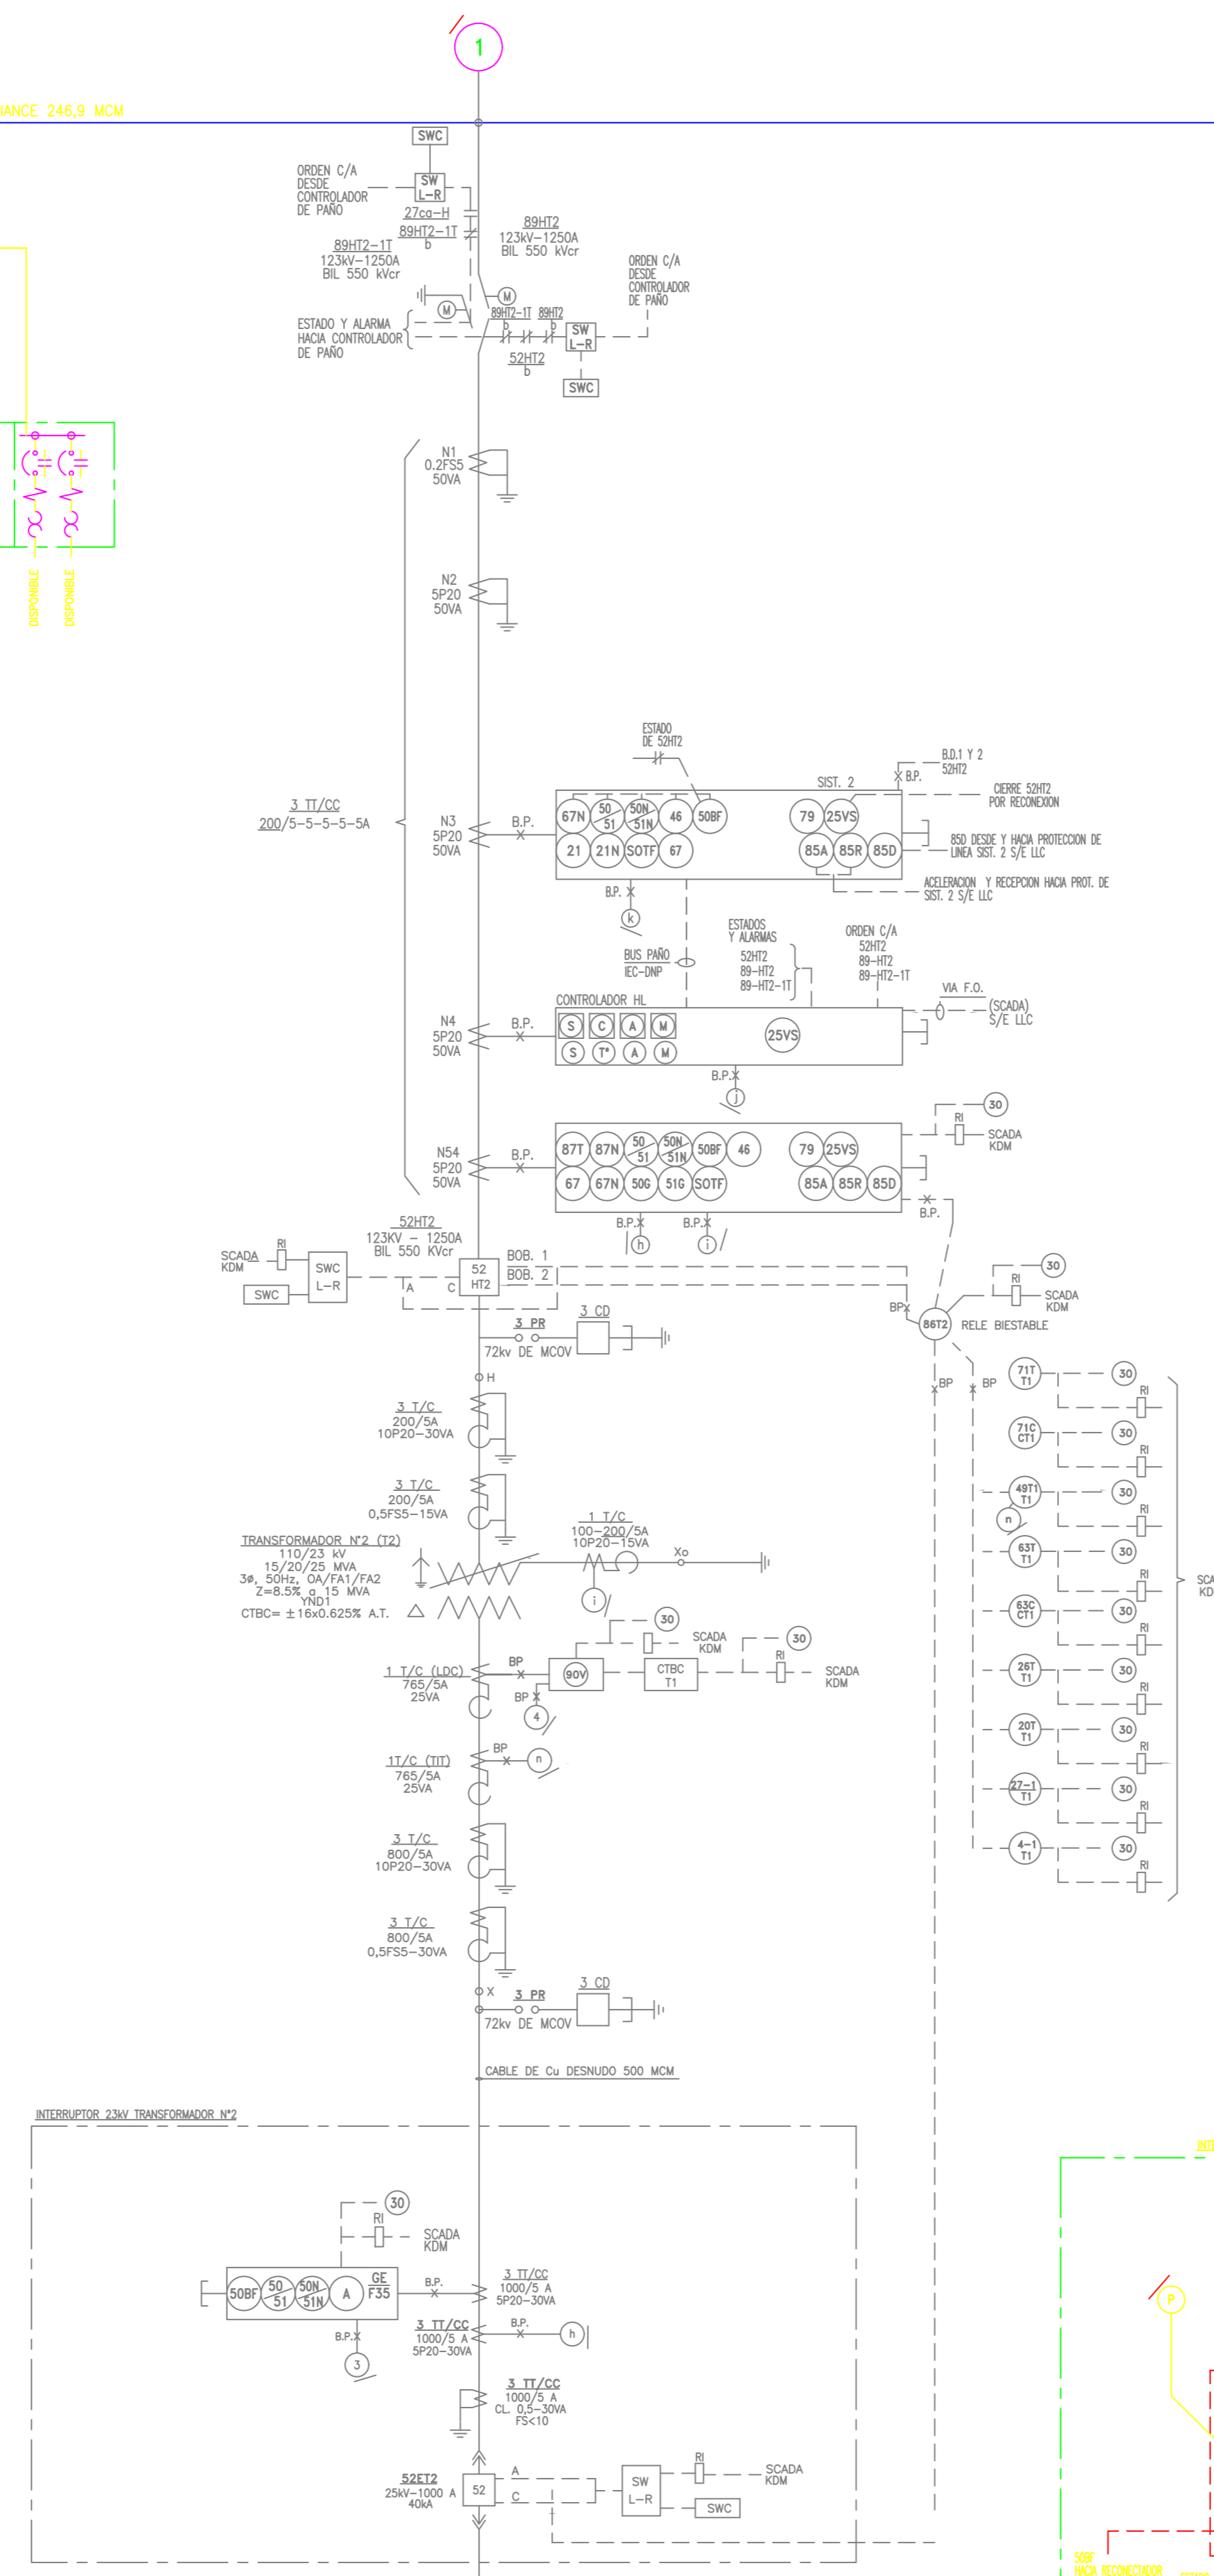 1
IANCE 246,9 MCM
SWC
ORDEN C/A
DESDE
CONTROLADOR
DE PAÑO
SW
L-R
27ca-H
89HT2-1T
b
89HT2
123kV-1250A
BIL 550 kVcr
89HT2-1T
123kV-1250A
BIL 550 kVcr
ORDEN C/A
DESDE
CONTROLADOR
DE PAÑO
M
M
89HT2-1T
b
89HT2
b
ESTADO Y ALARMA
HACIA CONTROLADOR
DE PAÑO
SW
L-R
52HT2
b
SWC
N1
0.2FS5
50VA
DISPONIBLE
DISPONIBLE
N2
5P20
50VA
ESTADO
DE 52HT2
SIST. 2
B.P.
B.D.1 Y 2
52HT2
CIERRE 52HT2
POR RECONEXION
3 TT/CC
200/5-5-5-5-5A
N3
5P20
50VA
B.P.
67N
50
51
50N
51N
46
50BF
79
25VS
21
21N
SOTF
67
85A
85R
85D
85D DESDE Y HACIA PROTECCION DE
LINEA SIST. 2 S/E LLC
ACELERACION Y RECEPCION HACIA PROT. DE
SIST. 2 S/E LLC
B.P.
k
BUS PAÑO
IEC-DNP
ESTADOS
Y ALARMAS
52HT2
89-HT2
89-HT2-1T
ORDEN C/A
52HT2
89-HT2
89-HT2-1T
VIA F.O.
(SCADA)
S/E LLC
CONTROLADOR HL
N4
5P20
50VA
B.P.
S
C
A
M
S
T°
A
M
25VS
B.P.
j
30
RI
SCADA
KDM
N54
5P20
50VA
B.P.
87T
87N
50
51
50N
51N
50BF
46
79
25VS
67
67N
50G
51G
SOTF
85A
85R
85D
B.P.
B.P.
h
B.P.
i
52HT2
123KV - 1250A
BIL 550 KVcr
SCADA
KDM
RI
SWC
L-R
SWC
A
C
52
HT2
BOB. 1
BOB. 2
BP
86T2
RELE BIESTABLE
30
RI
SCADA
KDM
3 PR
72kv DE MCOV
3 CD
H
BP
BP
3 T/C
200/5A
10P20-30VA
3 T/C
200/5A
0,5FS5-15VA
71T
T1
30
RI
71C
CT1
30
RI
49T1
T1
30
RI
n
63T
T1
30
RI
63C
CT1
30
RI
26T
T1
30
RI
20T
T1
30
RI
27-1
T1
30
RI
4-1
T1
30
RI
SCA
KD
TRANSFORMADOR N°2 (T2)
110/23 kV
15/20/25 MVA
3ø, 50Hz, OA/FA1/FA2
Z=8.5% a 15 MVA
YND1
CTBC= ±16x0.625% A.T.
1 T/C
100-200/5A
10P20-15VA
Xo
i
30
SCADA
KDM
1 T/C (LDC)
765/5A
25VA
BP
90V
BP
4
CTBC
T1
30
RI
SCADA
KDM
1T/C (TIT)
765/5A
25VA
BP
n
3 T/C
800/5A
10P20-30VA
3 T/C
800/5A
0,5FS5-30VA
X
3 PR
72kv DE MCOV
3 CD
CABLE DE Cu DESNUDO 500 MCM
INTERRUPTOR 23kV TRANSFORMADOR N°2
INTE
30
RI
SCADA
KDM
50BF
50
51
50N
51N
A
GE
F35
B.P.
3 TT/CC
1000/5 A
5P20-30VA
B.P.
3
3 TT/CC
1000/5 A
5P20-30VA
B.P.
h
3 TT/CC
1000/5 A
CL. 0,5-30VA
FS<10
P
52ET2
25kV-1000 A
40kA
52
A
C
SW
L-R
RI
SCADA
KDM
SWC
50BF
HACIA RECONECTADOR